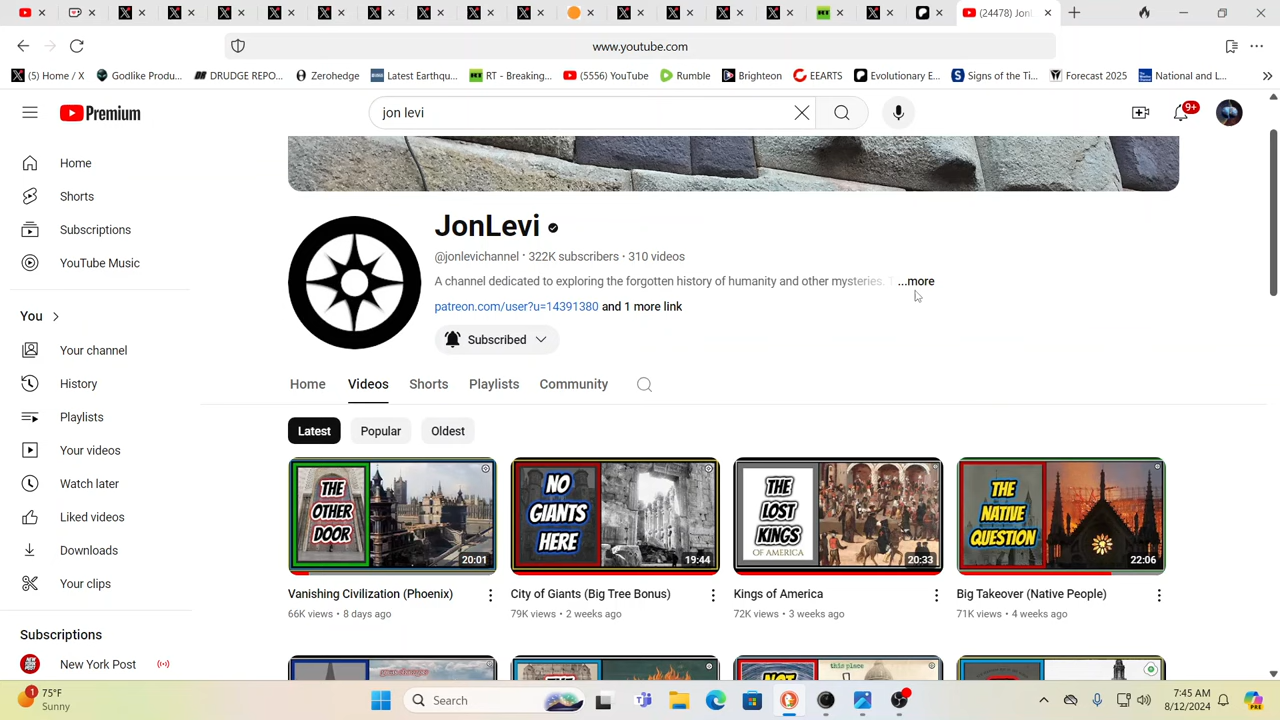 (24478) Jon
www.youtube.com
(5) Home / X
Godlike Produ...
DRUDGE REPO...
Zerohedge
Latest Earthqu...
RT - Breaking...
(5556) YouTube
Rumble
Brighteon
EEARTS
Evolutionary E...
Signs of the Ti...
Forecast 2025
National and L...
Premium
jon levi
9+
Home
Shorts
Subscriptions
YouTube Music
You
Your channel
History
Playlists
Your videos
Watch later
Liked videos
Downloads
Your clips
Subscriptions
New York Post
JonLevi
@jonlevichannel · 322K subscribers · 310 videos
A channel dedicated to exploring the forgotten history of humanity and other mysteries. ...more
patreon.com/user?u=14391380 and 1 more link
Subscribed
Home Videos Shorts Playlists Community
Latest Popular Oldest
THE
OTHER
DOOR
20:01
Vanishing Civilization (Phoenix)
66K views • 8 days ago
NO
GIANTS
HERE
19:44
City of Giants (Big Tree Bonus)
79K views • 2 weeks ago
THE
LOST
KINGS
OF AMERICA
20:33
Kings of America
72K views • 3 weeks ago
THE
NATIVE
QUESTION
22:06
Big Takeover (Native People)
71K views • 4 weeks ago
this place
1
75°F
Sunny
Search
7:45 AM
8/12/2024
PRE